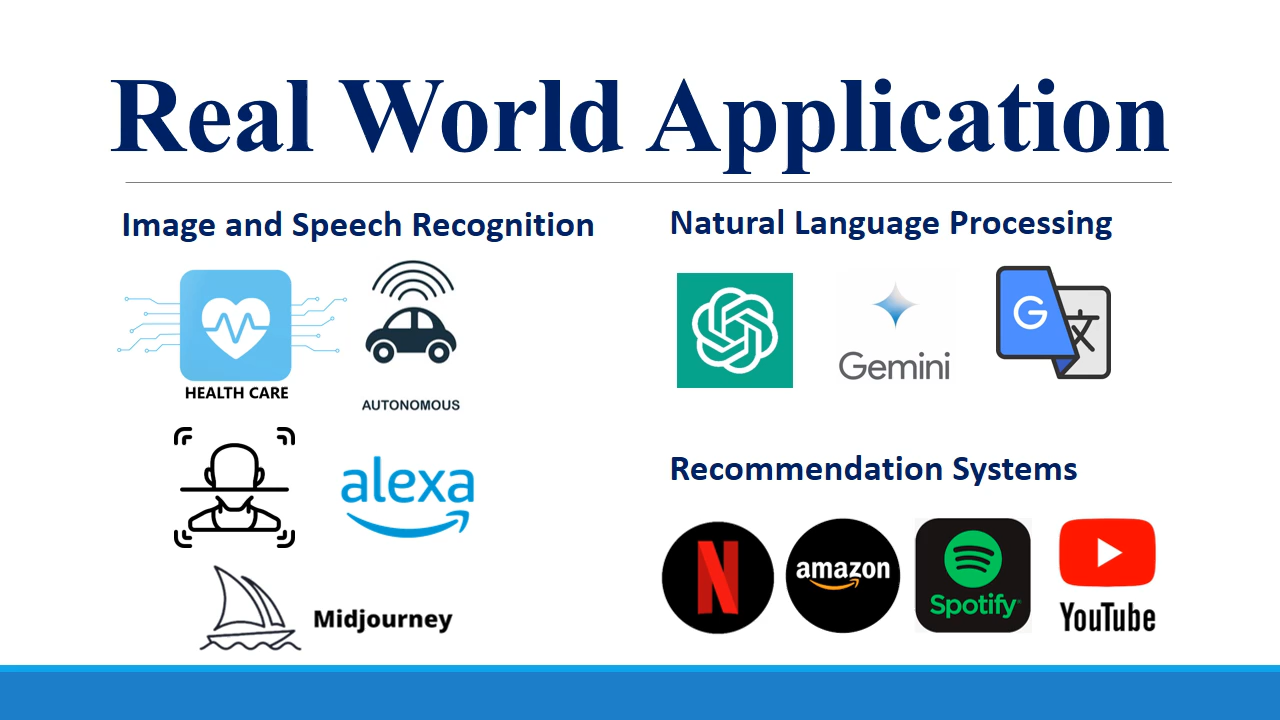 Real World Application
Image and Speech Recognition
HEALTH CARE
AUTONOMOUS
alexa
Midjourney
Natural Language Processing
Gemini
G
文
Recommendation Systems
N
amazon
Spotify
YouTube